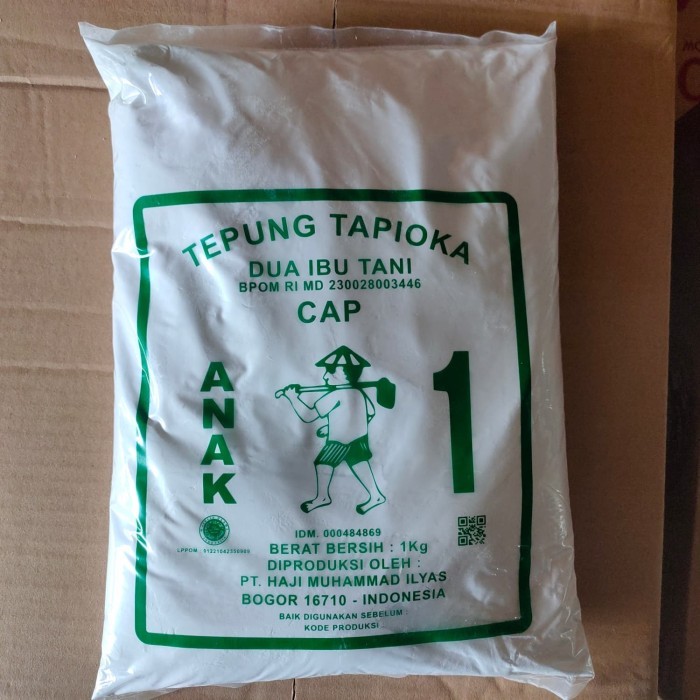 TEPUNG TAPIOKA
DUA IBU TANI
BPOM RI MD 230028003446
CAP
ANAK
1
IDM. 000484869
BERAT BERSIH : 1Kg
DIPRODUKSI OLEH :
PT. HAJI MUHAMMAD ILYAS
BOGOR 16710 - INDONESIA
BAIK DIGUNAKAN SEBELUM :
KODE PRODUKSI
LPPOM :